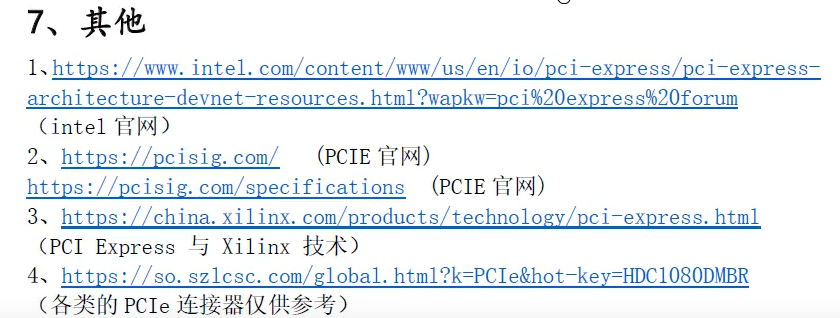 7、其他
1、https://www.intel.com/content/www/us/en/io/pci-express/pci-express-
architecture-devnet-resources.html?wapkw=pci%20express%20forum
（intel 官网）
2、https://pcisig.com/ (PCIE 官网)
https://pcisig.com/specifications (PCIE 官网)
3、https://china.xilinx.com/products/technology/pci-express.html
（PCI Express 与 Xilinx 技术）
4、https://so.szlcsc.com/global.html?k=PCIe&hot-key=HDC1080DMBR
（各类的 PCIe 连接器仅供参考）